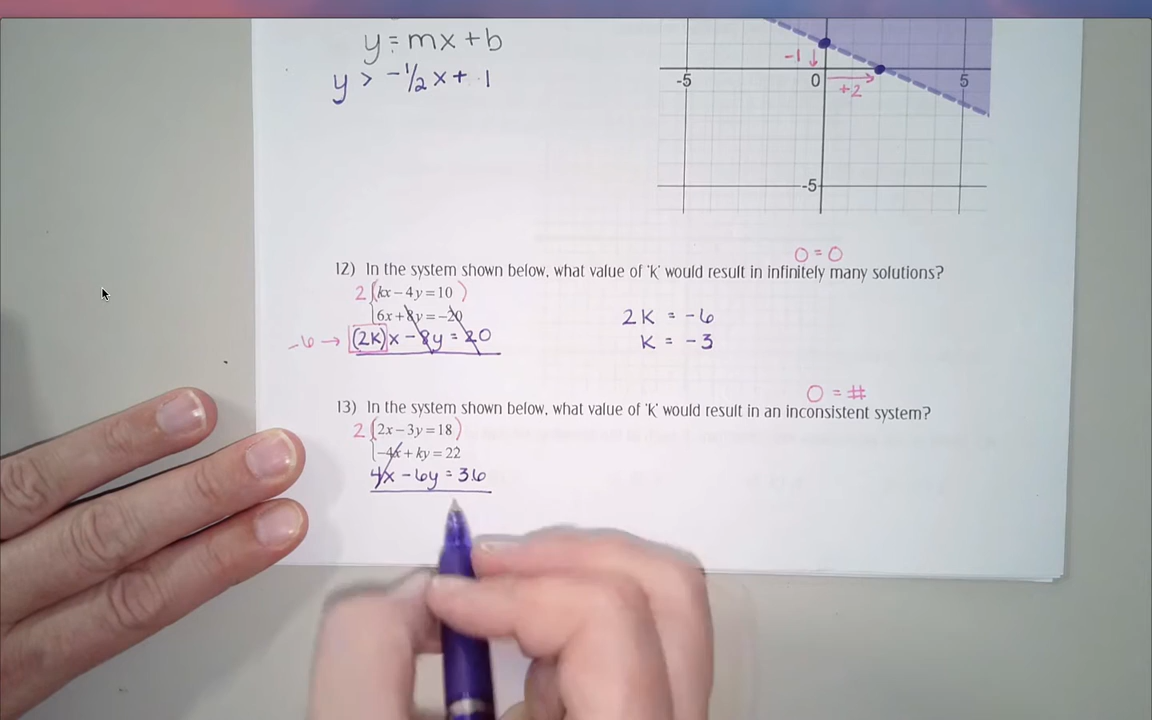 y = mx + b
y > -1/2 x + 1
-1 ↓
-5 0 5
+2
-5
0 = 0
12) In the system shown below, what value of 'k' would result in infinitely many solutions?
2 ( kx – 4y = 10 )
6x + 8y = –20
-6 → (2K) x - 8y = 20
2K = -6
K = -3
0 = #
13) In the system shown below, what value of 'k' would result in an inconsistent system?
2 ( 2x – 3y = 18 )
–4x + ky = 22
4x - 6y = 36